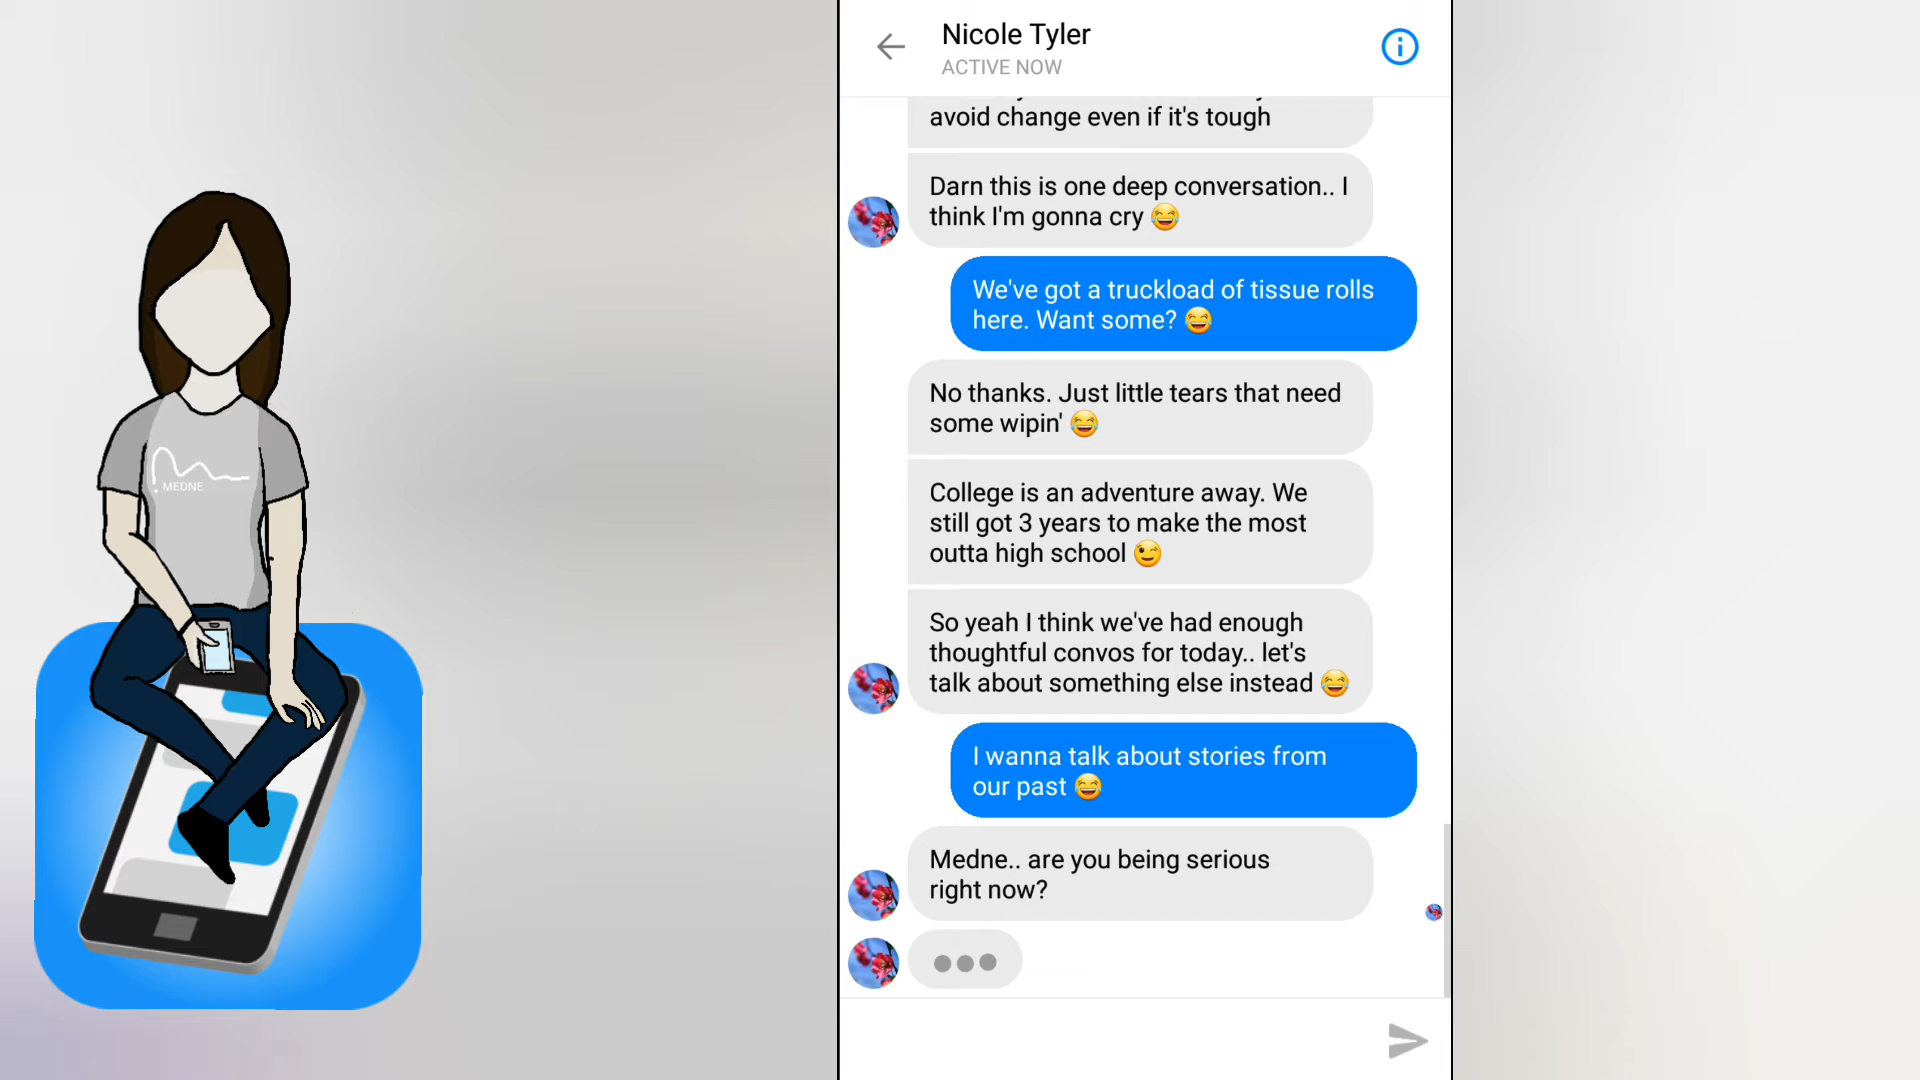 Nicole Tyler
ACTIVE NOW
avoid change even if it's tough
Darn this is one deep conversation.. I
think I'm gonna cry 😂
We've got a truckload of tissue rolls
here. Want some? 😂
No thanks. Just little tears that need
some wipin' 😂
College is an adventure away. We
still got 3 years to make the most
outta high school 😉
So yeah I think we've had enough
thoughtful convos for today.. let's
talk about something else instead 😂
I wanna talk about stories from
our past 😂
Medne.. are you being serious
right now?
MEDNE